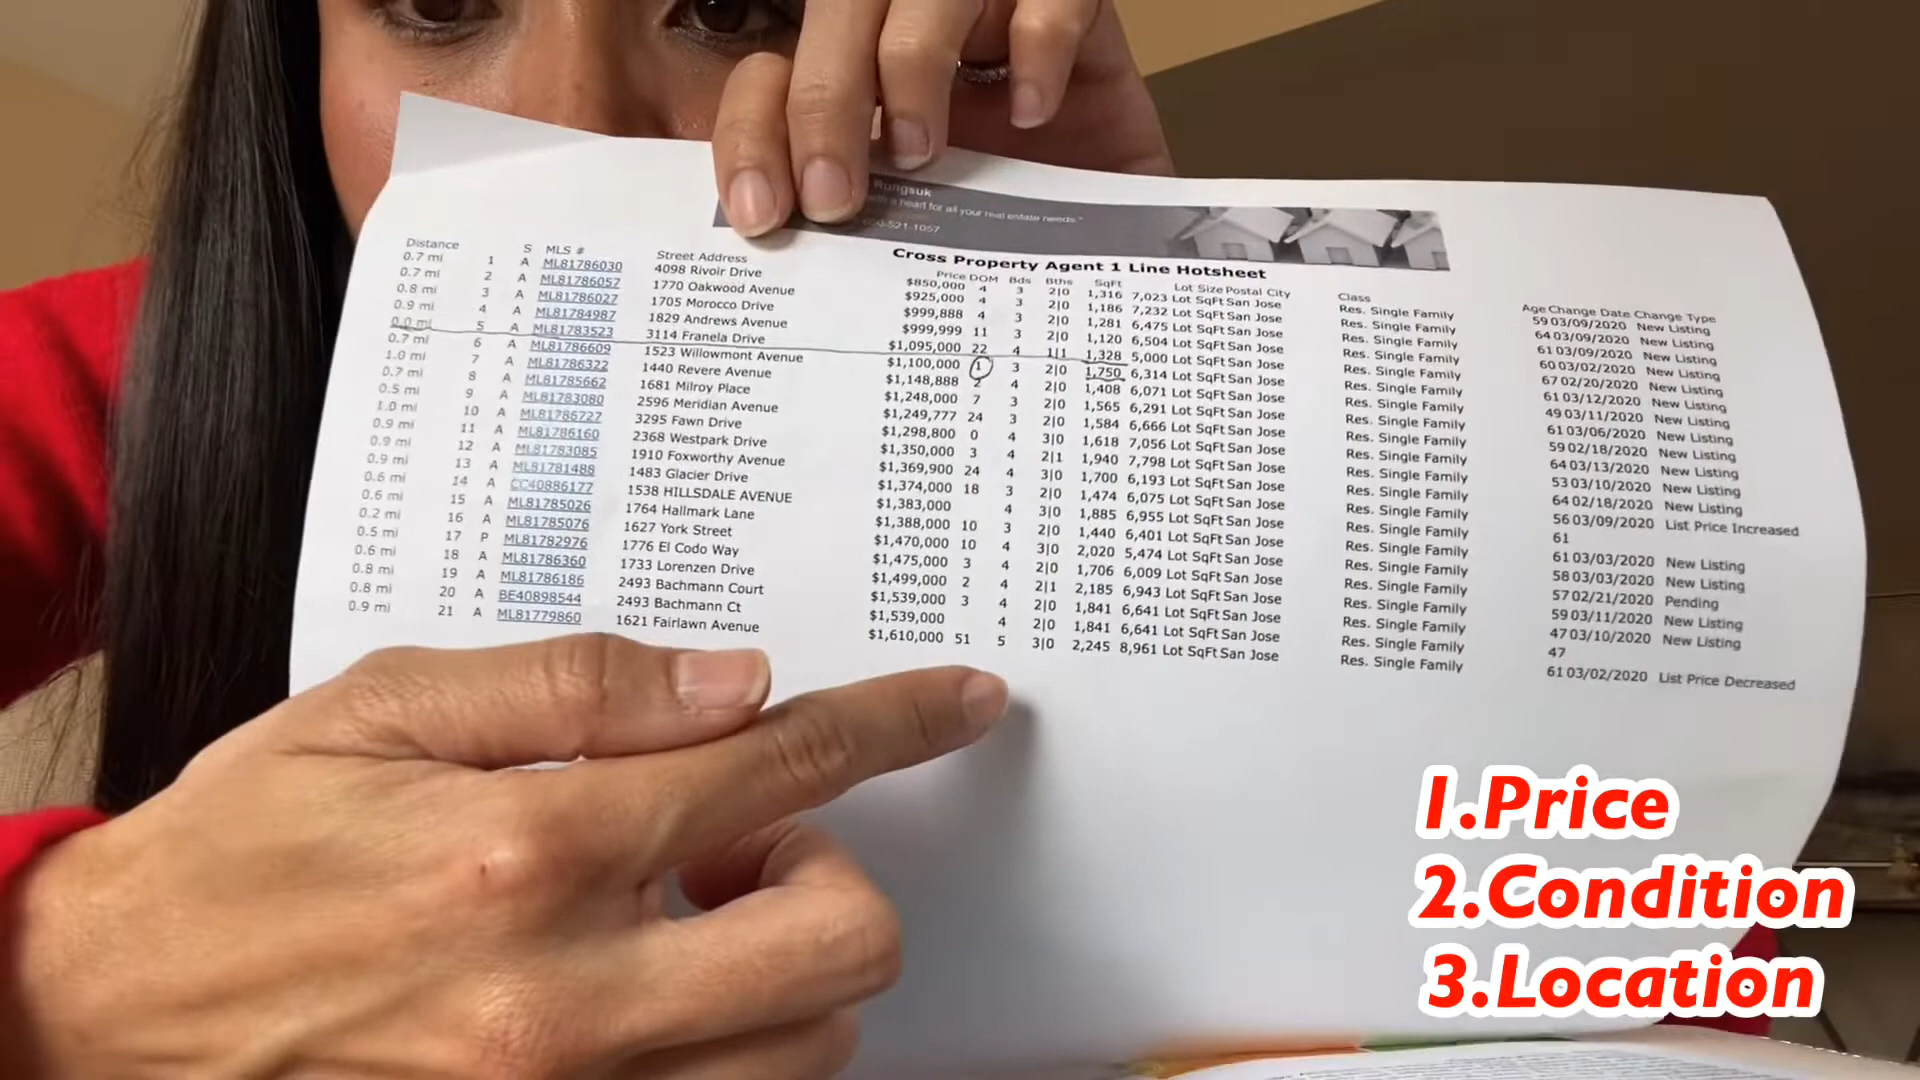 Rungsuk
with a heart for all your real estate needs."
-521-1057
Cross Property Agent 1 Line Hotsheet
Distance S MLS # Street Address Price DOM Bds Bths SqFt Lot Size Postal City Class Age Change Date Change Type
0.7 mi 1 A ML81786030 4098 Rivoir Drive $850,000 4 3 2|0 1,316 7,023 Lot SqFt San Jose Res. Single Family 59 03/09/2020 New Listing
0.7 mi 2 A ML81786057 1770 Oakwood Avenue $925,000 4 3 2|0 1,186 7,232 Lot SqFt San Jose Res. Single Family 64 03/09/2020 New Listing
0.8 mi 3 A ML81786027 1705 Morocco Drive $999,888 4 3 2|0 1,281 6,475 Lot SqFt San Jose Res. Single Family 61 03/09/2020 New Listing
0.9 mi 4 A ML81784987 1829 Andrews Avenue $999,999 11 3 2|0 1,120 6,504 Lot SqFt San Jose Res. Single Family 60 03/02/2020 New Listing
0.0 mi 5 A ML81783523 3114 Franela Drive $1,095,000 22 4 1|1 1,328 5,000 Lot SqFt San Jose Res. Single Family 67 02/20/2020 New Listing
0.7 mi 6 A ML81786609 1523 Willowmont Avenue $1,100,000 1 3 2|0 1,750 6,314 Lot SqFt San Jose Res. Single Family 61 03/12/2020 New Listing
1.0 mi 7 A ML81786322 1440 Revere Avenue $1,148,888 2 4 2|0 1,408 6,071 Lot SqFt San Jose Res. Single Family 49 03/11/2020 New Listing
0.7 mi 8 A ML81785662 1681 Milroy Place $1,248,000 7 3 2|0 1,565 6,291 Lot SqFt San Jose Res. Single Family 61 03/06/2020 New Listing
0.5 mi 9 A ML81783080 2596 Meridian Avenue $1,249,777 24 3 2|0 1,584 6,666 Lot SqFt San Jose Res. Single Family 59 02/18/2020 New Listing
1.0 mi 10 A ML81786727 3295 Fawn Drive $1,298,800 0 4 3|0 1,618 7,056 Lot SqFt San Jose Res. Single Family 64 03/13/2020 New Listing
0.9 mi 11 A ML81786160 2368 Westpark Drive $1,350,000 3 4 2|1 1,940 7,798 Lot SqFt San Jose Res. Single Family 53 03/10/2020 New Listing
0.9 mi 12 A ML81783085 1910 Foxworthy Avenue $1,369,900 24 4 3|0 1,700 6,193 Lot SqFt San Jose Res. Single Family 64 02/18/2020 New Listing
0.9 mi 13 A ML81781488 1483 Glacier Drive $1,374,000 18 3 2|0 1,474 6,075 Lot SqFt San Jose Res. Single Family 56 03/09/2020 List Price Increased
0.6 mi 14 A CC40886177 1538 HILLSDALE AVENUE $1,383,000 4 3|0 1,885 6,955 Lot SqFt San Jose Res. Single Family 61
0.6 mi 15 A ML81785026 1764 Hallmark Lane $1,388,000 10 3 2|0 1,440 6,401 Lot SqFt San Jose Res. Single Family 61 03/03/2020 New Listing
0.2 mi 16 A ML81785076 1627 York Street $1,470,000 10 4 3|0 2,020 5,474 Lot SqFt San Jose Res. Single Family 58 03/03/2020 New Listing
0.5 mi 17 P ML81782976 1776 El Codo Way $1,475,000 3 4 2|0 1,706 6,009 Lot SqFt San Jose Res. Single Family 57 02/21/2020 Pending
0.6 mi 18 A ML81786360 1733 Lorenzen Drive $1,499,000 2 4 2|1 2,185 6,943 Lot SqFt San Jose Res. Single Family 59 03/11/2020 New Listing
0.8 mi 19 A ML81786186 2493 Bachmann Court $1,539,000 3 4 2|0 1,841 6,641 Lot SqFt San Jose Res. Single Family 47 03/10/2020 New Listing
0.8 mi 20 A BE40898544 2493 Bachmann Ct $1,539,000 4 2|0 1,841 6,641 Lot SqFt San Jose Res. Single Family 47
0.9 mi 21 A ML81779860 1621 Fairlawn Avenue $1,610,000 51 5 3|0 2,245 8,961 Lot SqFt San Jose Res. Single Family 61 03/02/2020 List Price Decreased
1.Price
2.Condition
3.Location